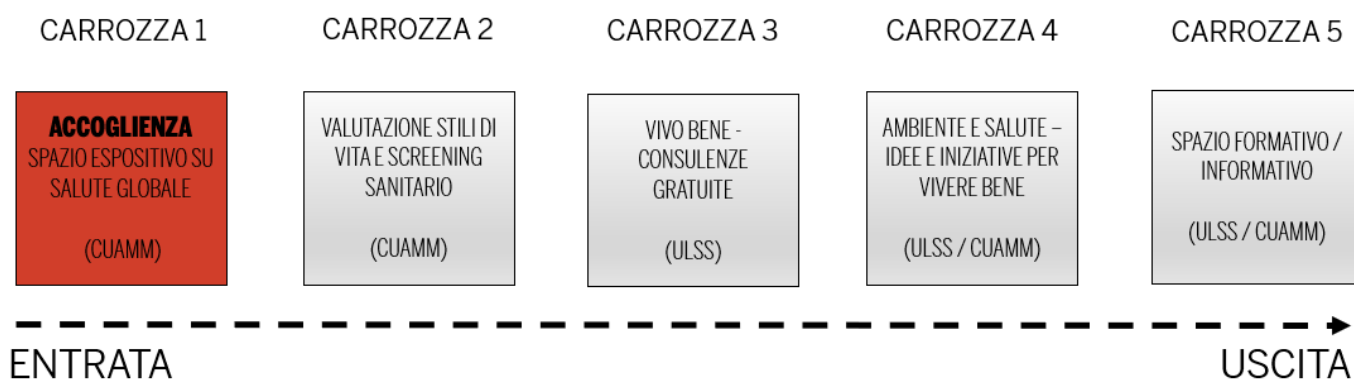 CARROZZA 1
CARROZZA 2
CARROZZA 3
CARROZZA 4
CARROZZA 5
ACCOGLIENZA
SPAZIO ESPOSITIVO SU
SALUTE GLOBALE
(CUAMM)
VALUTAZIONE STILI DI
VITA E SCREENING
SANITARIO
(CUAMM)
VIVO BENE -
CONSULENZE
GRATUITE
(ULSS)
AMBIENTE E SALUTE –
IDEE E INIZIATIVE PER
VIVERE BENE
(ULSS / CUAMM)
SPAZIO FORMATIVO /
INFORMATIVO
(ULSS / CUAMM)
ENTRATA
USCITA